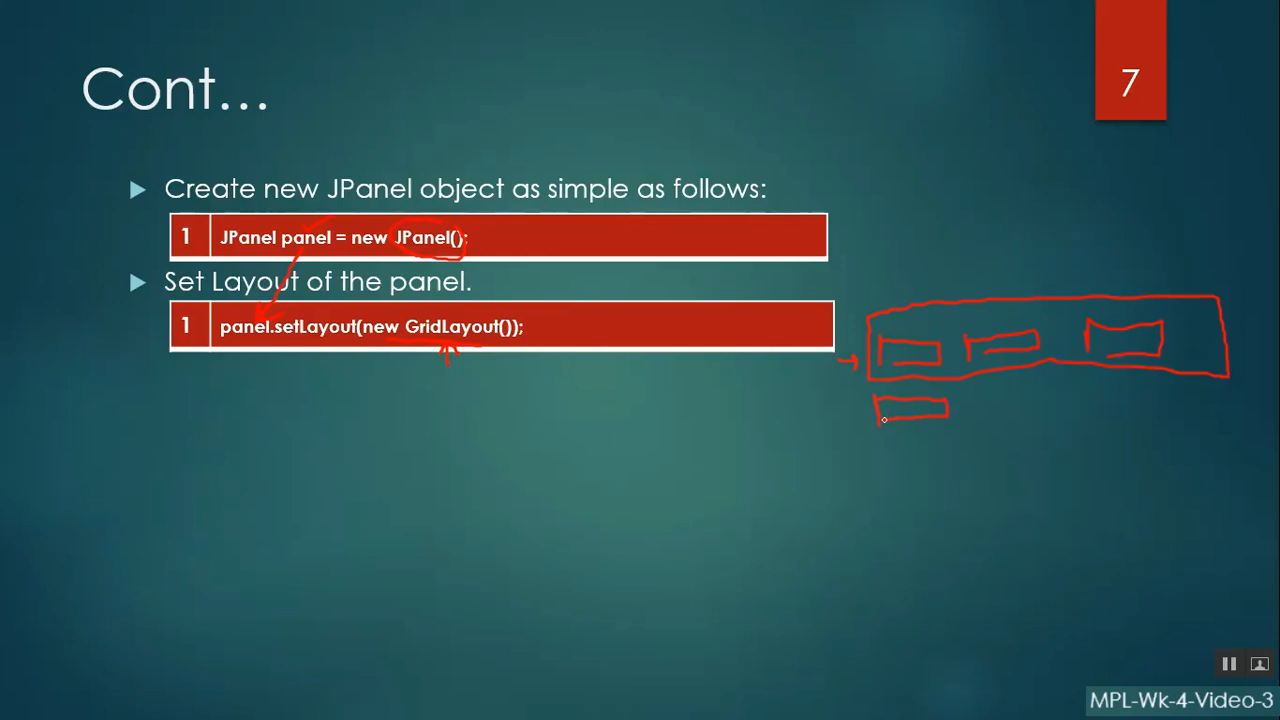 7
Cont…
Create new JPanel object as simple as follows:
1 JPanel panel = new JPanel();
Set Layout of the panel.
1 panel.setLayout(new GridLayout());
MPL-Wk-4-Video-3